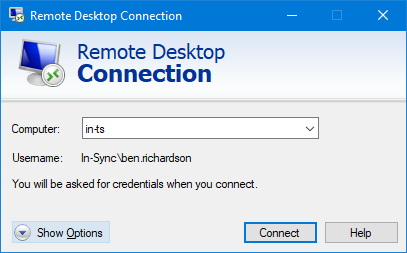 Remote Desktop Connection
Remote Desktop
Connection
Computer: in-ts
Username: In-Sync\ben.richardson
You will be asked for credentials when you connect.
Show Options Connect Help